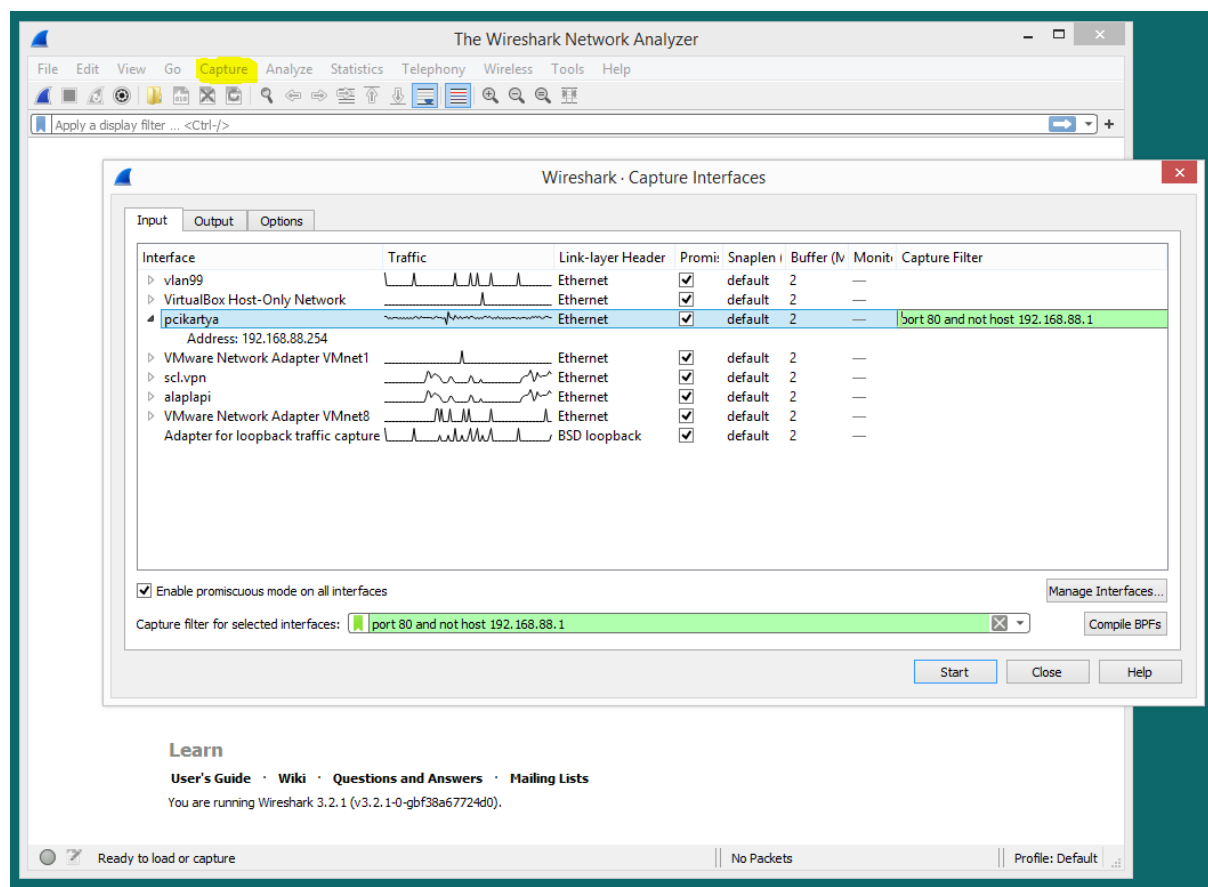 The Wireshark Network Analyzer
File Edit View Go Capture Analyze Statistics Telephony Wireless Tools Help
Apply a display filter ... <Ctrl-/>
+
Wireshark · Capture Interfaces
Input Output Options
Interface Traffic Link-layer Header Promis Snaplen ( Buffer (M Monito Capture Filter
vlan99 Ethernet default 2 —
VirtualBox Host-Only Network Ethernet default 2 —
pcikartya Ethernet default 2 — port 80 and not host 192.168.88.1
Address: 192.168.88.254
VMware Network Adapter VMnet1 Ethernet default 2 —
scl.vpn Ethernet default 2 —
alaplapi Ethernet default 2 —
VMware Network Adapter VMnet8 Ethernet default 2 —
Adapter for loopback traffic capture BSD loopback default 2 —
Enable promiscuous mode on all interfaces Manage Interfaces...
Capture filter for selected interfaces: port 80 and not host 192.168.88.1 Compile BPFs
Start Close Help
Learn
User's Guide · Wiki · Questions and Answers · Mailing Lists
You are running Wireshark 3.2.1 (v3.2.1-0-gbf38a67724d0).
Ready to load or capture No Packets Profile: Default